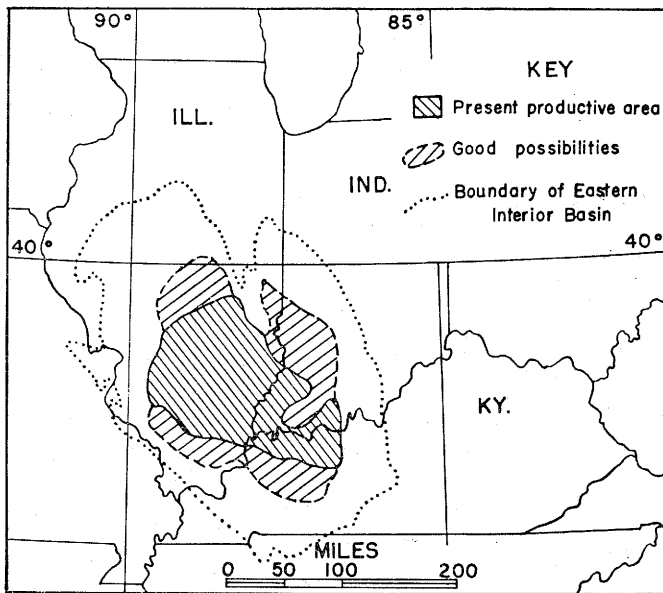 90°
85°
KEY
ILL.
Present productive area
Good possibilities
IND.
Boundary of Eastern
Interior Basin
40°
40°
KY.
MILES
0 50 100 200